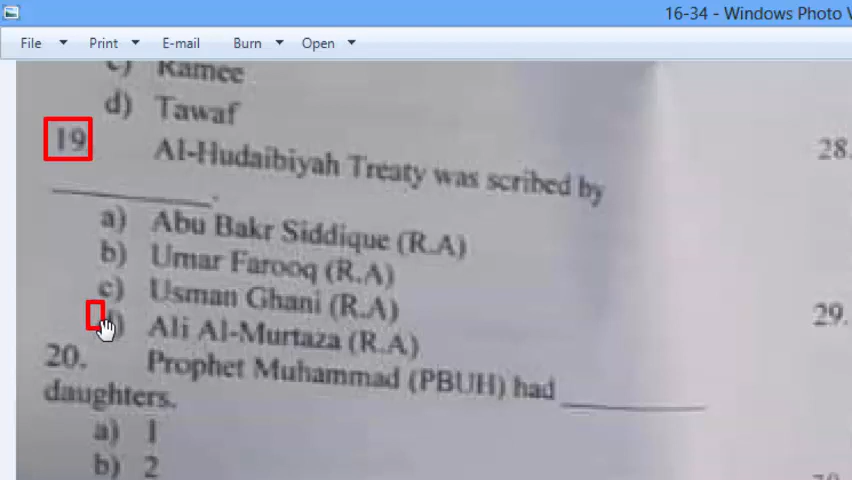 16-34 - Windows Photo V
File Print E-mail Burn Open
c) Ramee
d) Tawaf
19 Al-Hudaibiyah Treaty was scribed by 28.
__________.
a) Abu Bakr Siddique (R.A)
b) Umar Farooq (R.A)
c) Usman Ghani (R.A) 29.
d) Ali Al-Murtaza (R.A)
20. Prophet Muhammad (PBUH) had __________
daughters.
a) 1
b) 2